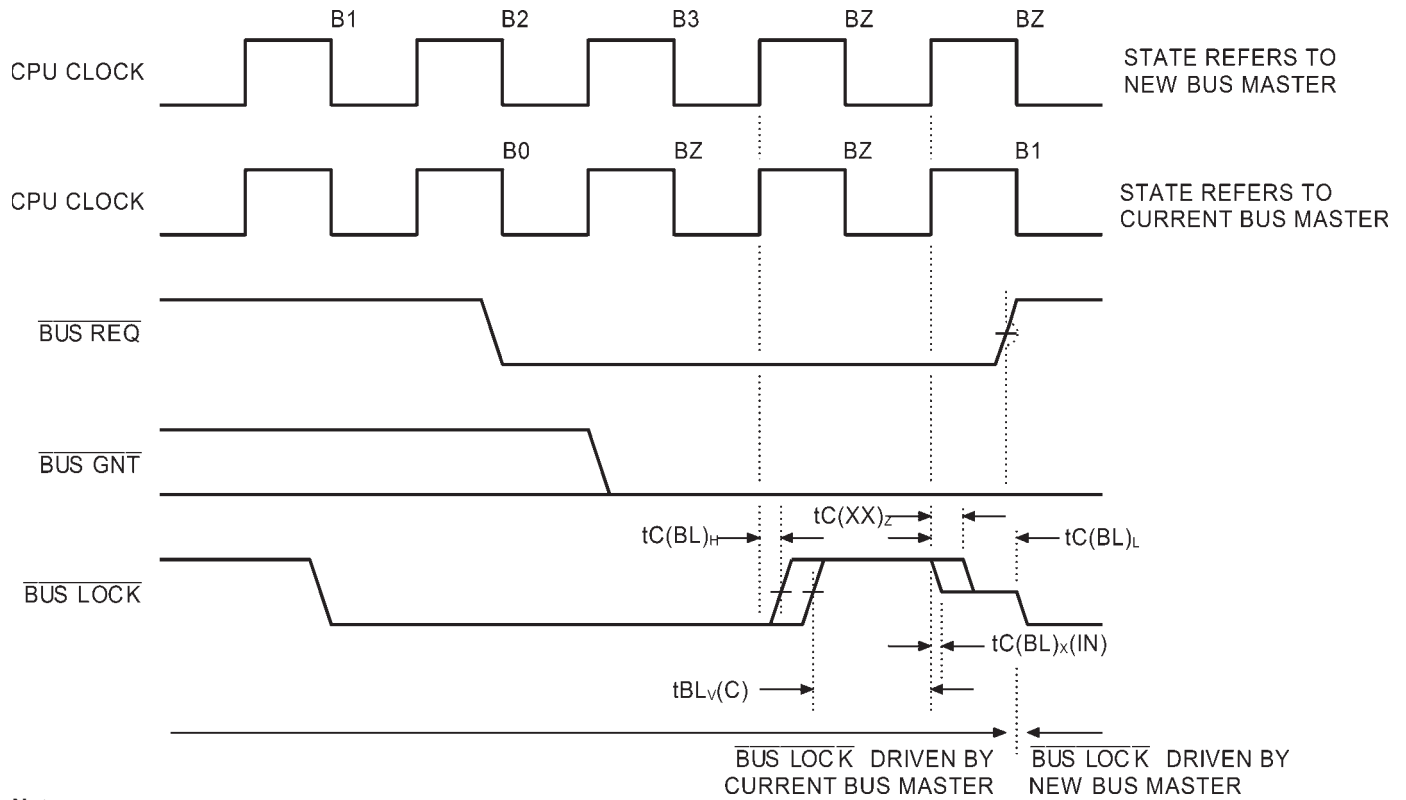 B1 B2 B3 BZ BZ
CPU CLOCK
STATE REFERS TO
NEW BUS MASTER
B0 BZ BZ B1
CPU CLOCK
STATE REFERS TO
CURRENT BUS MASTER
BUS REQ
BUS GNT
tC(XX)Z
tC(BL)H
tC(BL)L
BUS LOCK
tC(BL)X(IN)
tBLV(C)
BUS LOCK DRIVEN BY
CURRENT BUS MASTER
BUS LOCK DRIVEN BY
NEW BUS MASTER